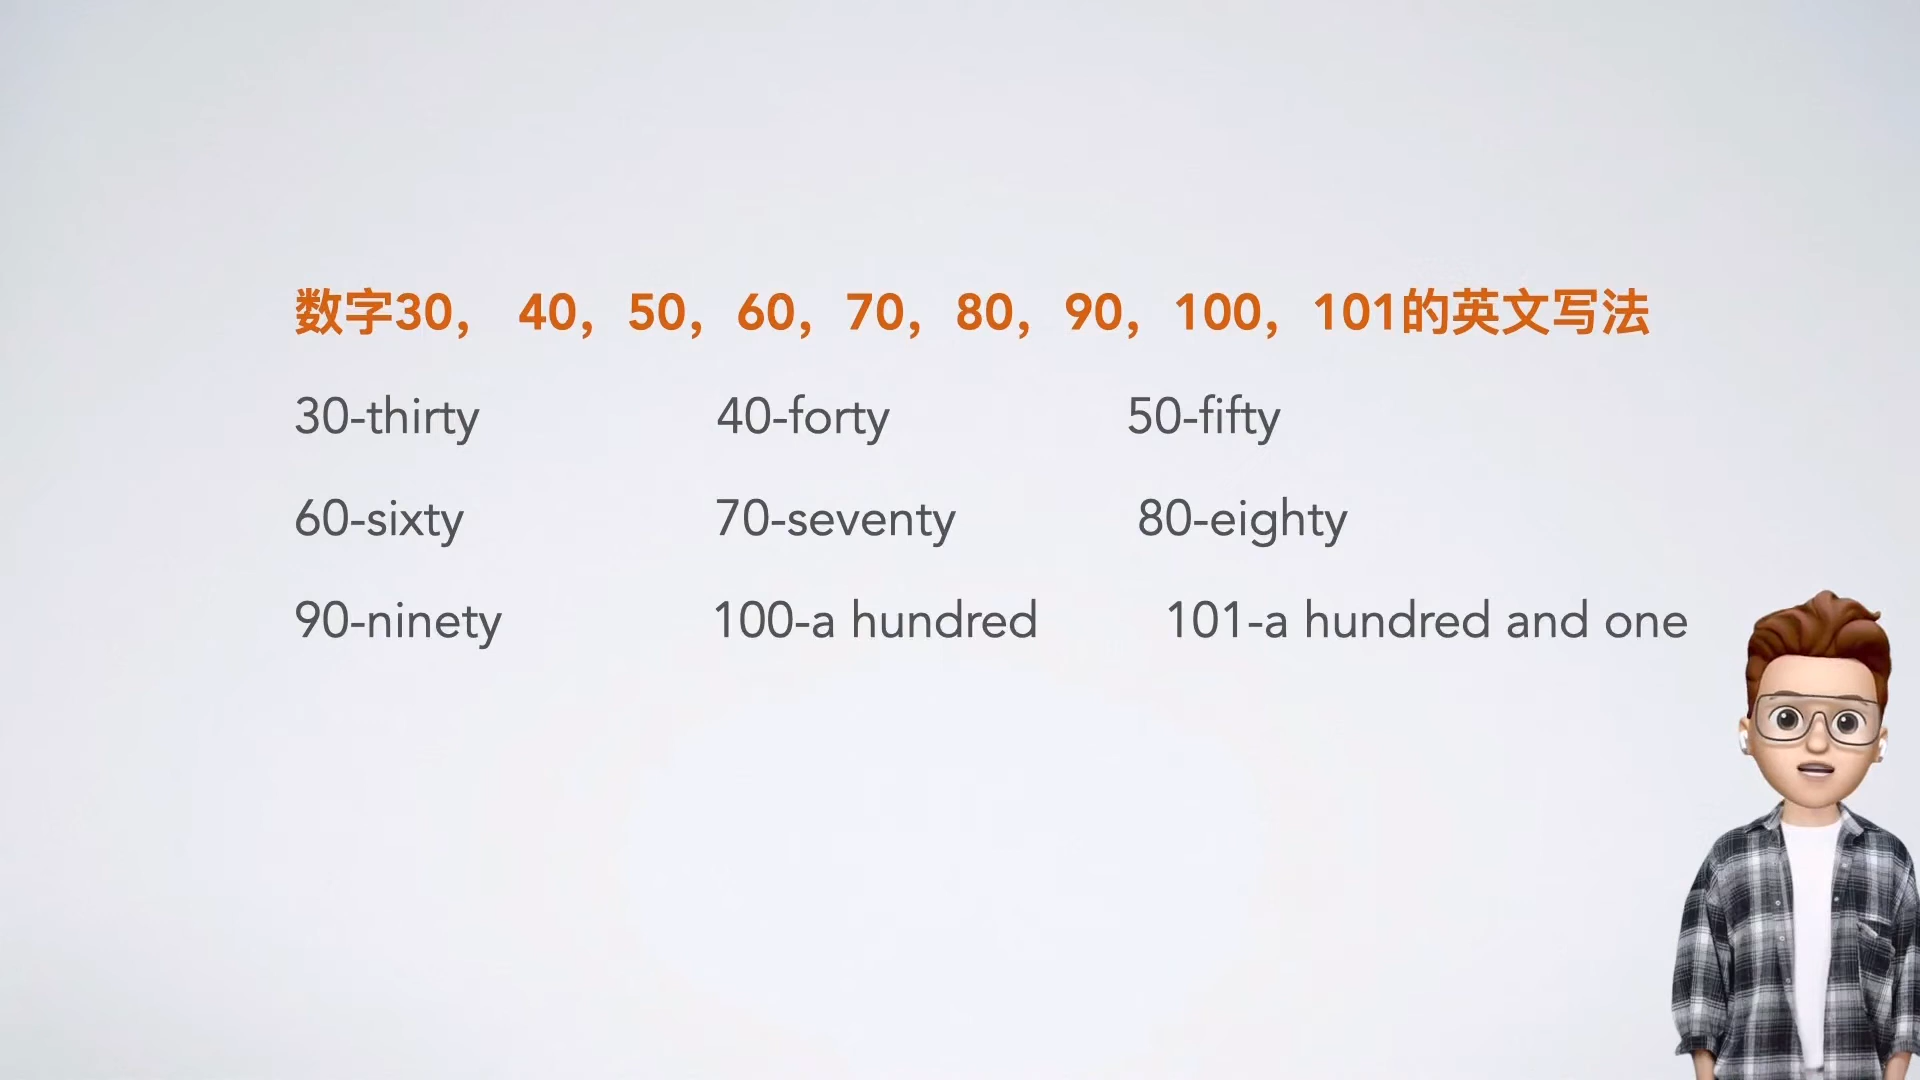 数字30， 40，50，60，70，80，90，100，101的英文写法
30-thirty 40-forty 50-fifty
60-sixty 70-seventy 80-eighty
90-ninety 100-a hundred 101-a hundred and one